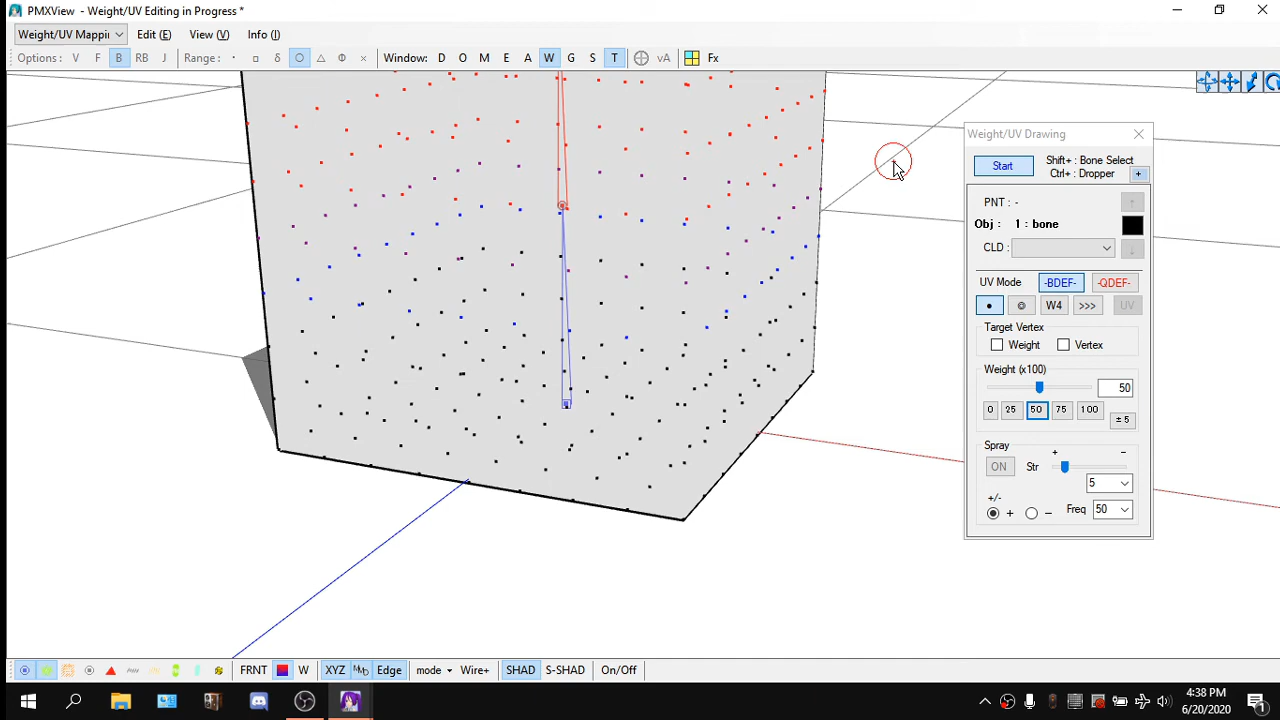 PMXView - Weight/UV Editing in Progress *
Weight/UV Mappir Edit (E) View (V) Info (I)
Options: V F B RB J Range: Window: D O M E A W G S T vA Fx
Weight/UV Drawing
Start Shift+ : Bone Select
Ctrl+ : Dropper +
PNT : -
Obj : 1 : bone
CLD :
UV Mode -BDEF- -QDEF-
W4 >>> UV
Target Vertex
Weight Vertex
Weight (x100)
50
0 25 50 75 100 ± 5
Spray + −
ON Str
5
+/-
+ − Freq 50
FRNT W XYZ Edge mode Wire+ SHAD S-SHAD On/Off
4:38 PM
6/20/2020
1